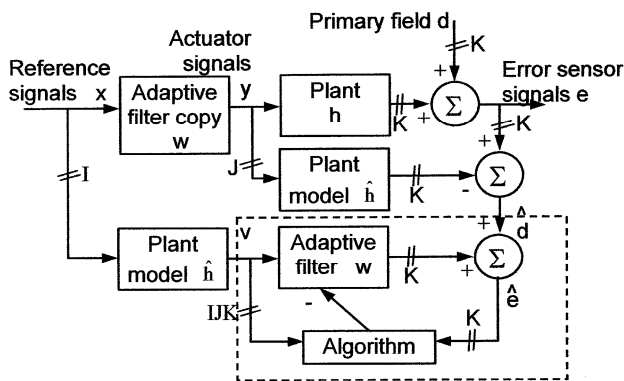 Primary field d
K
Reference signals x
Actuator signals
y
Adaptive filter copy w
Plant h
K
+
+
Σ
Error sensor signals e
K
I
J
Plant model ĥ
K
-
+
Σ
d̂
Plant model ĥ
v
Adaptive filter w
K
+
+
Σ
ê
IJK
-
Algorithm
K